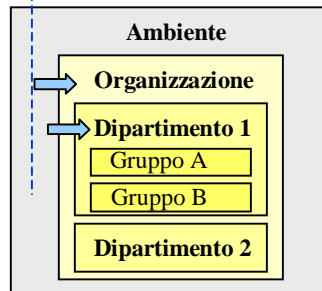 Ambiente
Organizzazione
Dipartimento 1
Gruppo A
Gruppo B
Dipartimento 2